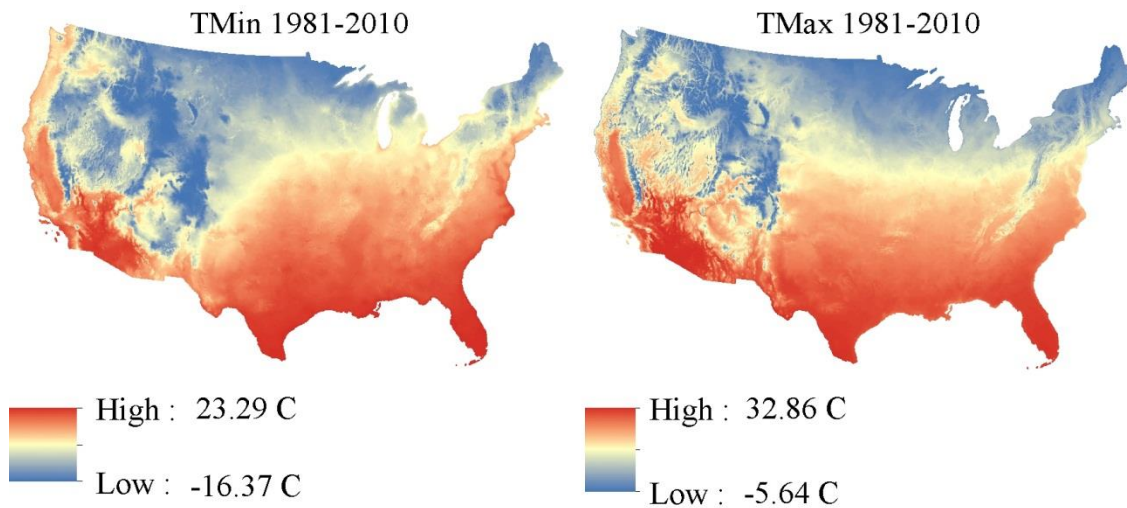 TMin 1981-2010
TMax 1981-2010
High : 23.29 C
Low : -16.37 C
High : 32.86 C
Low : -5.64 C